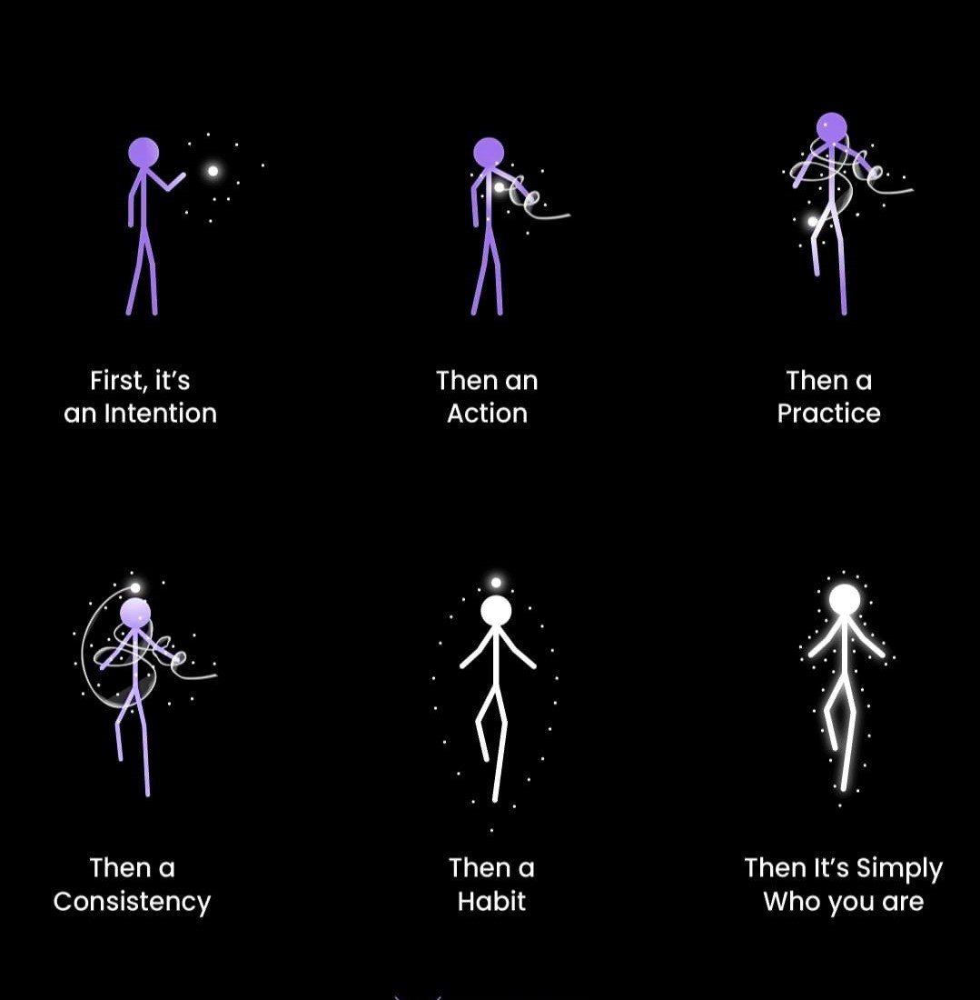 First, it’s
an Intention
Then an
Action
Then a
Practice
Then a
Consistency
Then a
Habit
Then It’s Simply
Who you are